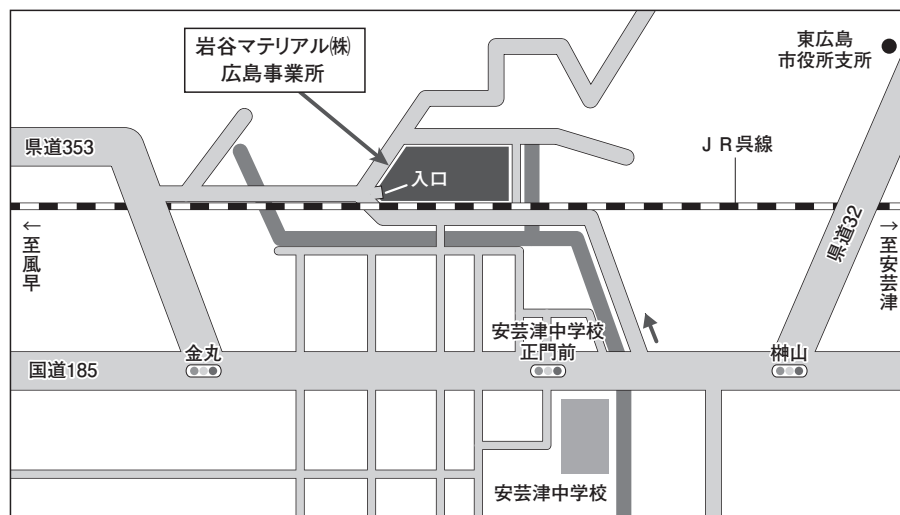 岩谷マテリアル㈱
広島事業所
東広島
市役所支所
県道353
ＪＲ呉線
入口
県道32
←至風早
→至安芸津
安芸津中学校
正門前
金丸
榊山
国道185
安芸津中学校